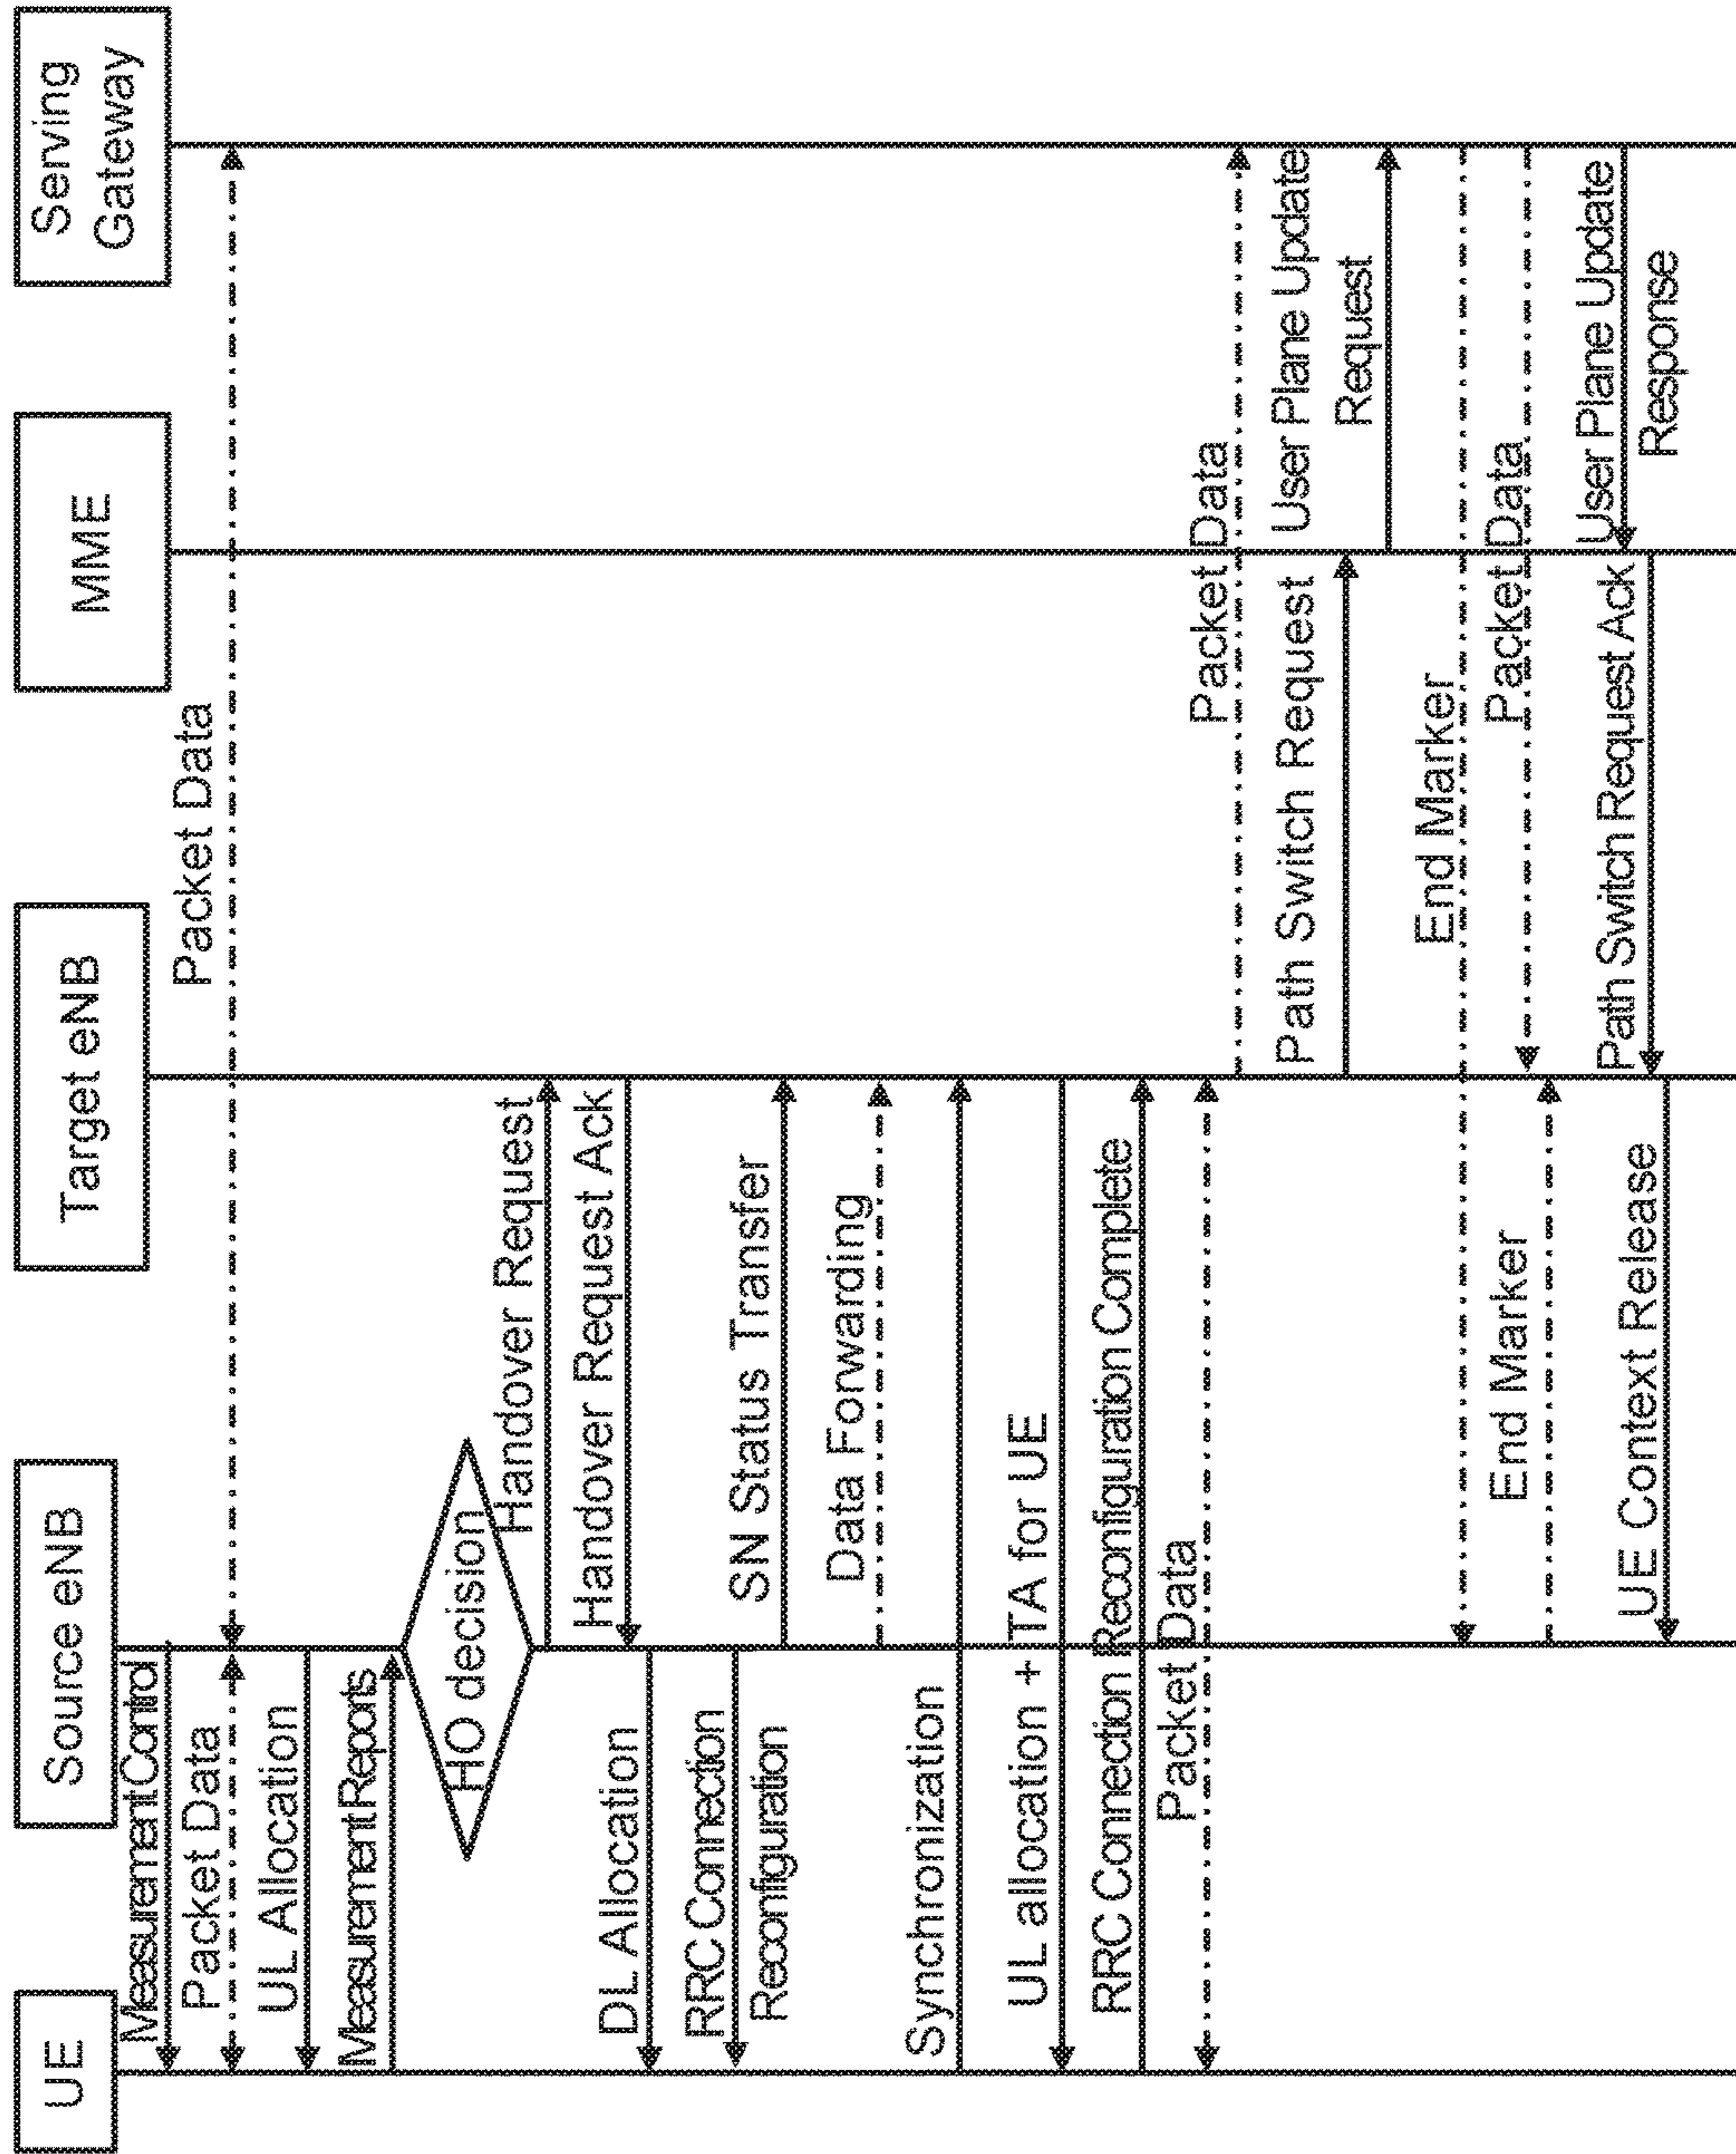 UE
Source eNB
Target eNB
MME
Serving
Gateway
Measurement Control
Packet Data
Packet Data
UL Allocation
Measurement Reports
HO decision
Handover Request
Handover Request Ack
DL Allocation
RRC Connection
Reconfiguration
SN Status Transfer
Data Forwarding
Synchronization
UL allocation + TA for UE
RRC Connection Reconfiguration Complete
Packet Data
Packet Data
Path Switch Request
User Plane Update
Request
End Marker
End Marker
Packet Data
User Plane Update
Response
Path Switch Request Ack
UE Context Release